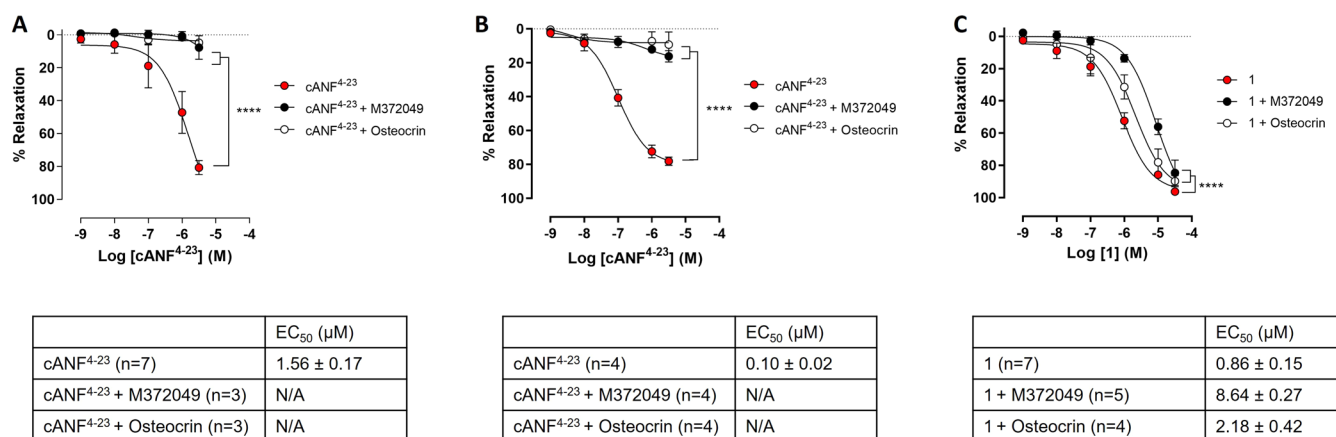 A
0
20
40
60
80
100
% Relaxation
-9 -8 -7 -6 -5 -4
Log [cANF4-23] (M)
****
cANF4-23
cANF4-23 + M372049
cANF4-23 + Osteocrin
B
0
20
40
60
80
100
% Relaxation
-9 -8 -7 -6 -5 -4
Log [cANF4-23] (M)
****
cANF4-23
cANF4-23 + M372049
cANF4-23 + Osteocrin
C
0
20
40
60
80
100
% Relaxation
-9 -8 -7 -6 -5 -4
Log [1] (M)
****
1
1 + M372049
1 + Osteocrin
EC50 (µM)
cANF4-23 (n=7) 1.56 ± 0.17
cANF4-23 + M372049 (n=3) N/A
cANF4-23 + Osteocrin (n=3) N/A
EC50 (µM)
cANF4-23 (n=4) 0.10 ± 0.02
cANF4-23 + M372049 (n=4) N/A
cANF4-23 + Osteocrin (n=4) N/A
EC50 (µM)
1 (n=7) 0.86 ± 0.15
1 + M372049 (n=5) 8.64 ± 0.27
1 + Osteocrin (n=4) 2.18 ± 0.42